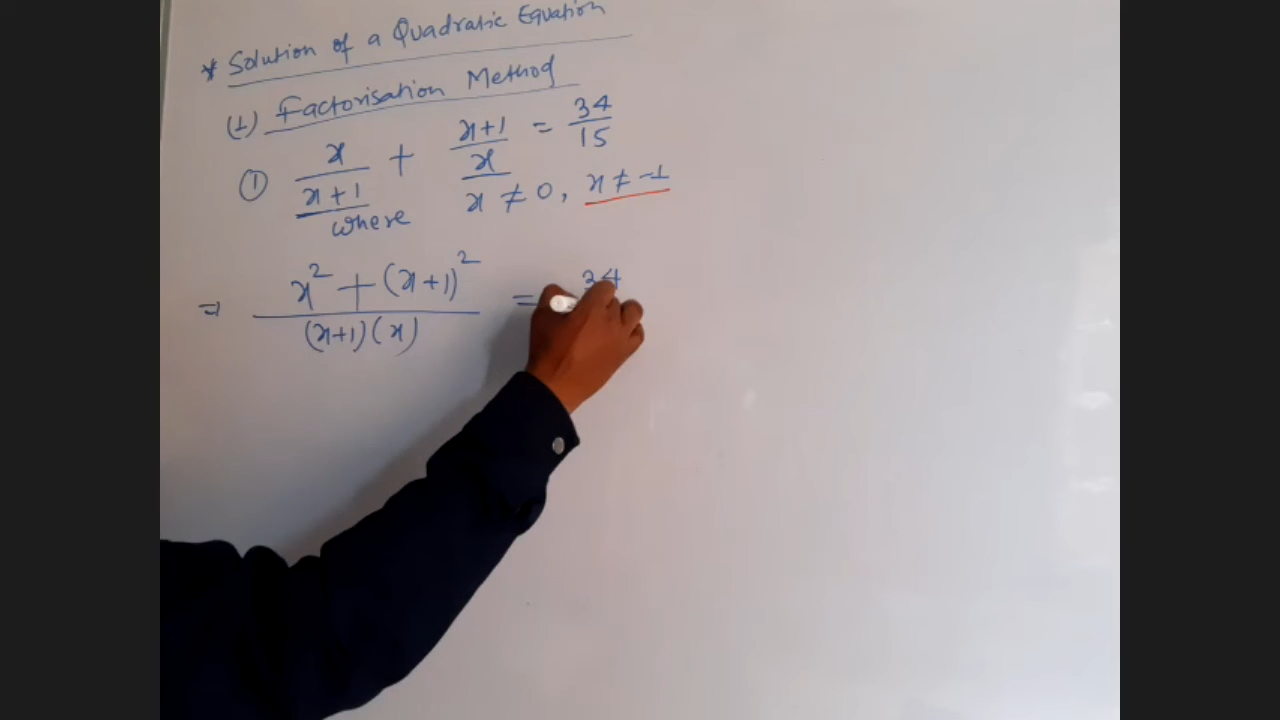 * Solution of a Quadratic Equation
(1) Factorisation Method
① x/(x+1) + (x+1)/x = 34/15
where x ≠ 0, x ≠ -1
⇒ (x² + (x+1)²)/((x+1)(x)) = 34